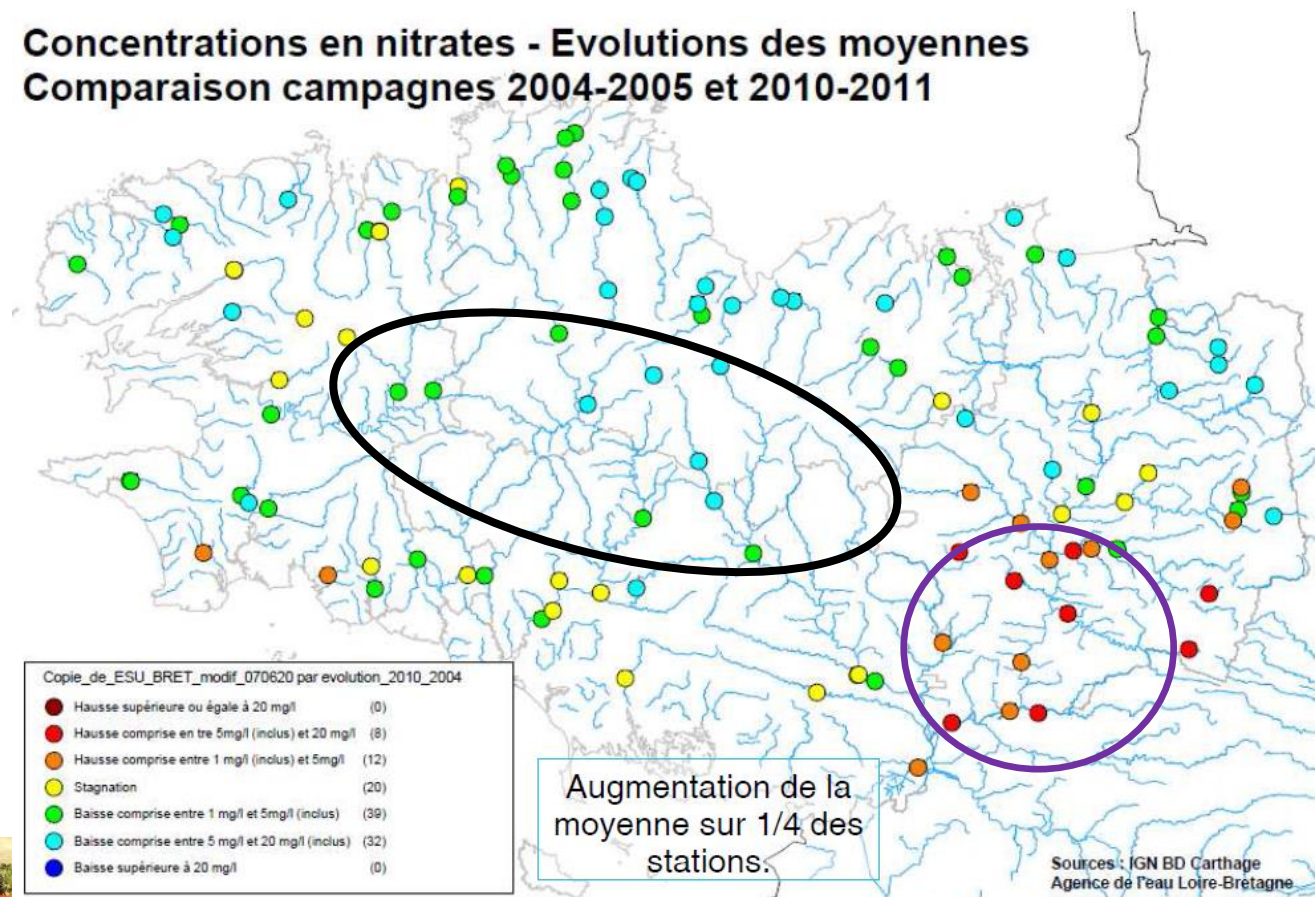 Concentrations en nitrates - Evolutions des moyennes
Comparaison campagnes 2004-2005 et 2010-2011
Copie_de_ESU_BRET_modif_070620 par evolution_2010_2004
Hausse supérieure ou égale à 20 mg/l (0)
Hausse comprise en tre 5mg/l (inclus) et 20 mg/l (8)
Hausse comprise entre 1 mg/l (inclus) et 5mg/l (12)
Stagnation (20)
Baisse comprise entre 1 mg/l et 5mg/l (inclus) (39)
Baisse comprise entre 5 mg/l et 20 mg/l (inclus) (32)
Baisse supérieure à 20 mg/l (0)
Augmentation de la
moyenne sur 1/4 des
stations.
Sources : IGN BD Carthage
Agence de l'eau Loire-Bretagne